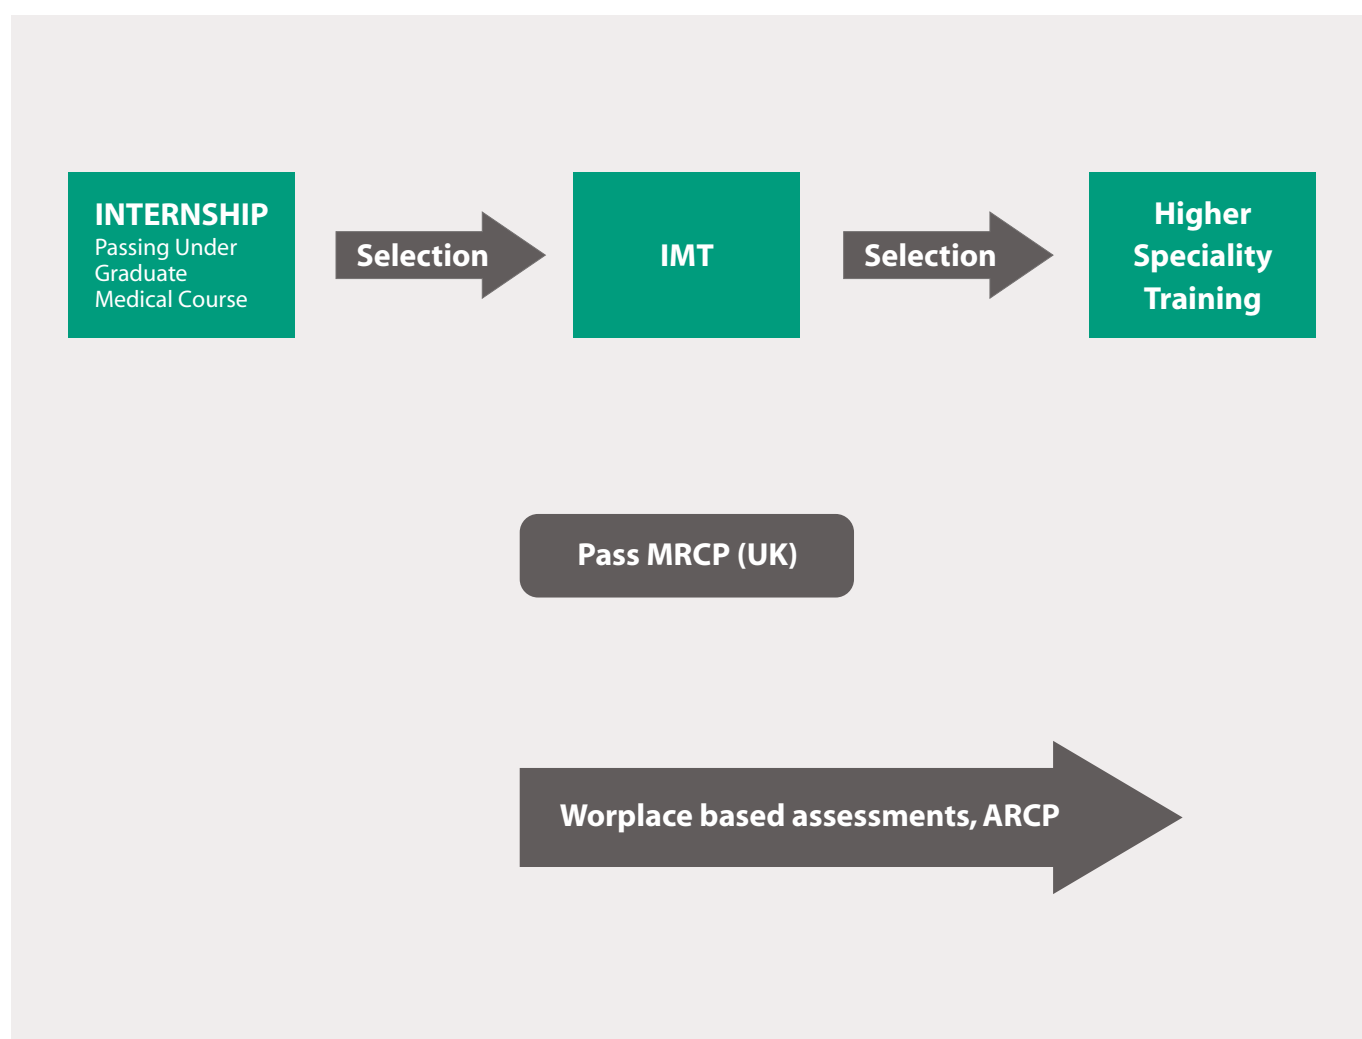 INTERNSHIP
Passing Under
Graduate
Medical Course
Selection
IMT
Selection
Higher
Speciality
Training
Pass MRCP (UK)
Worplace based assessments, ARCP